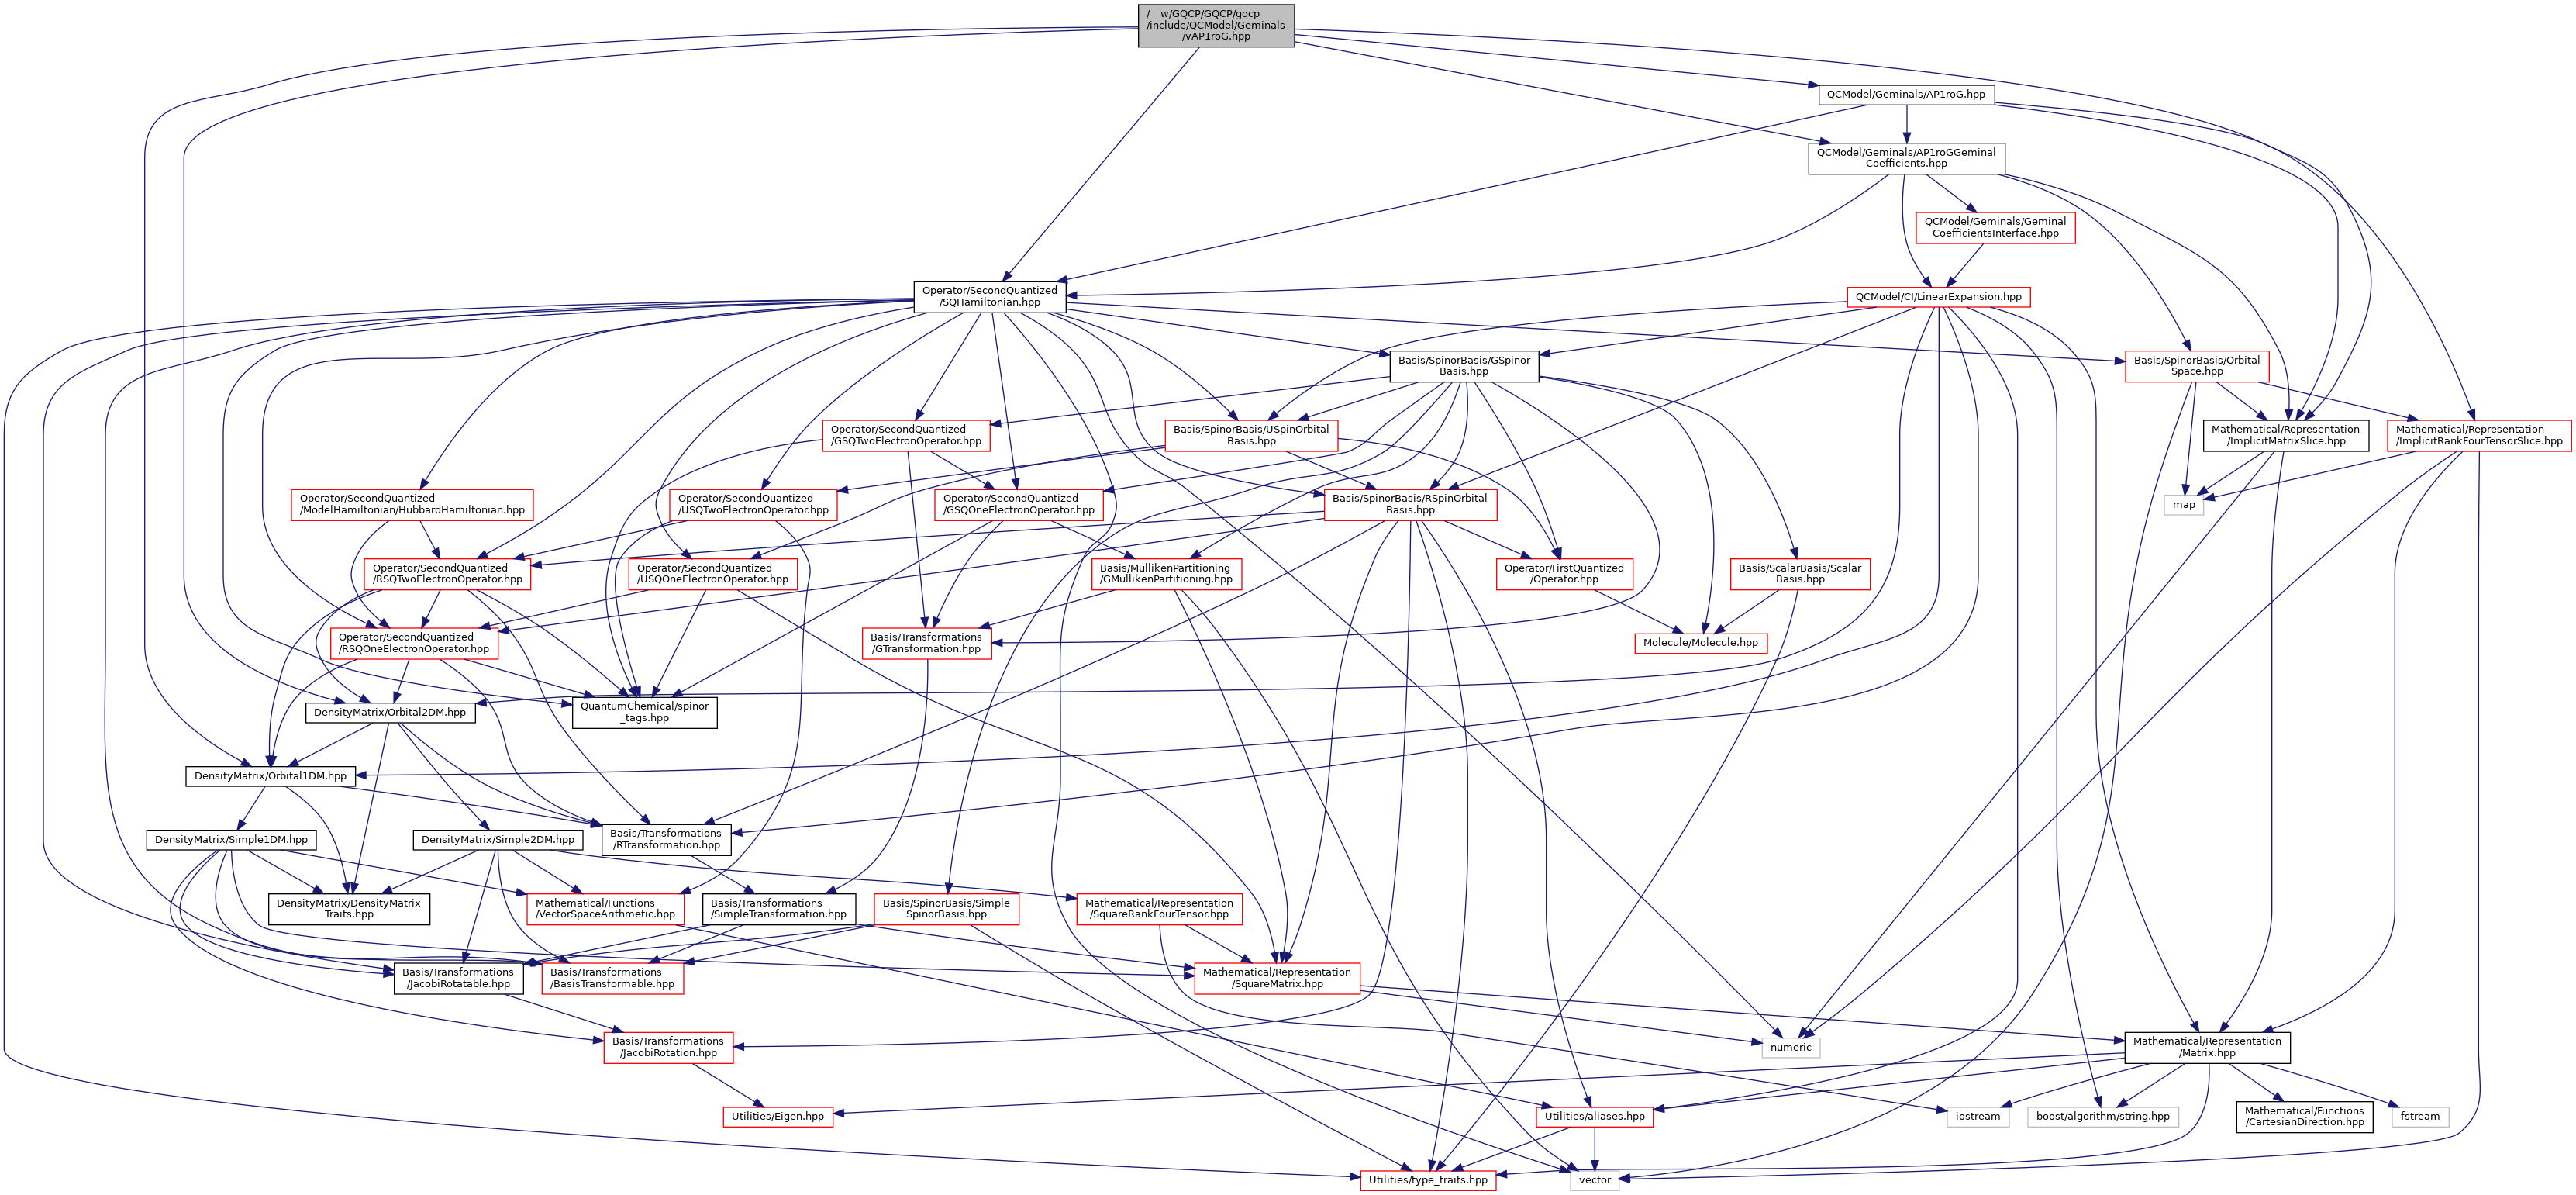 /__w/GQCP/GQCP/gqcp
/include/QCModel/Geminals
/vAP1roG.hpp
QCModel/Geminals/AP1roG.hpp
QCModel/Geminals/AP1roGGeminal
Coefficients.hpp
QCModel/Geminals/Geminal
CoefficientsInterface.hpp
Operator/SecondQuantized
/SQHamiltonian.hpp
QCModel/CI/LinearExpansion.hpp
Basis/SpinorBasis/GSpinor
Basis.hpp
Basis/SpinorBasis/Orbital
Space.hpp
Operator/SecondQuantized
/GSQTwoElectronOperator.hpp
Basis/SpinorBasis/USpinOrbital
Basis.hpp
Mathematical/Representation
/ImplicitMatrixSlice.hpp
Mathematical/Representation
/ImplicitRankFourTensorSlice.hpp
Operator/SecondQuantized
/ModelHamiltonian/HubbardHamiltonian.hpp
Operator/SecondQuantized
/USQTwoElectronOperator.hpp
Operator/SecondQuantized
/GSQOneElectronOperator.hpp
Basis/SpinorBasis/RSpinOrbital
Basis.hpp
map
Operator/SecondQuantized
/RSQTwoElectronOperator.hpp
Operator/SecondQuantized
/USQOneElectronOperator.hpp
Basis/MullikenPartitioning
/GMullikenPartitioning.hpp
Operator/FirstQuantized
/Operator.hpp
Basis/ScalarBasis/Scalar
Basis.hpp
Operator/SecondQuantized
/RSQOneElectronOperator.hpp
Basis/Transformations
/GTransformation.hpp
Molecule/Molecule.hpp
DensityMatrix/Orbital2DM.hpp
QuantumChemical/spinor
_tags.hpp
DensityMatrix/Orbital1DM.hpp
DensityMatrix/Simple1DM.hpp
DensityMatrix/Simple2DM.hpp
Basis/Transformations
/RTransformation.hpp
DensityMatrix/DensityMatrix
Traits.hpp
Mathematical/Functions
/VectorSpaceArithmetic.hpp
Basis/Transformations
/SimpleTransformation.hpp
Basis/SpinorBasis/Simple
SpinorBasis.hpp
Mathematical/Representation
/SquareRankFourTensor.hpp
Basis/Transformations
/JacobiRotatable.hpp
Basis/Transformations
/BasisTransformable.hpp
Mathematical/Representation
/SquareMatrix.hpp
Basis/Transformations
/JacobiRotation.hpp
numeric
Mathematical/Representation
/Matrix.hpp
Utilities/Eigen.hpp
Utilities/aliases.hpp
iostream
boost/algorithm/string.hpp
Mathematical/Functions
/CartesianDirection.hpp
fstream
Utilities/type_traits.hpp
vector